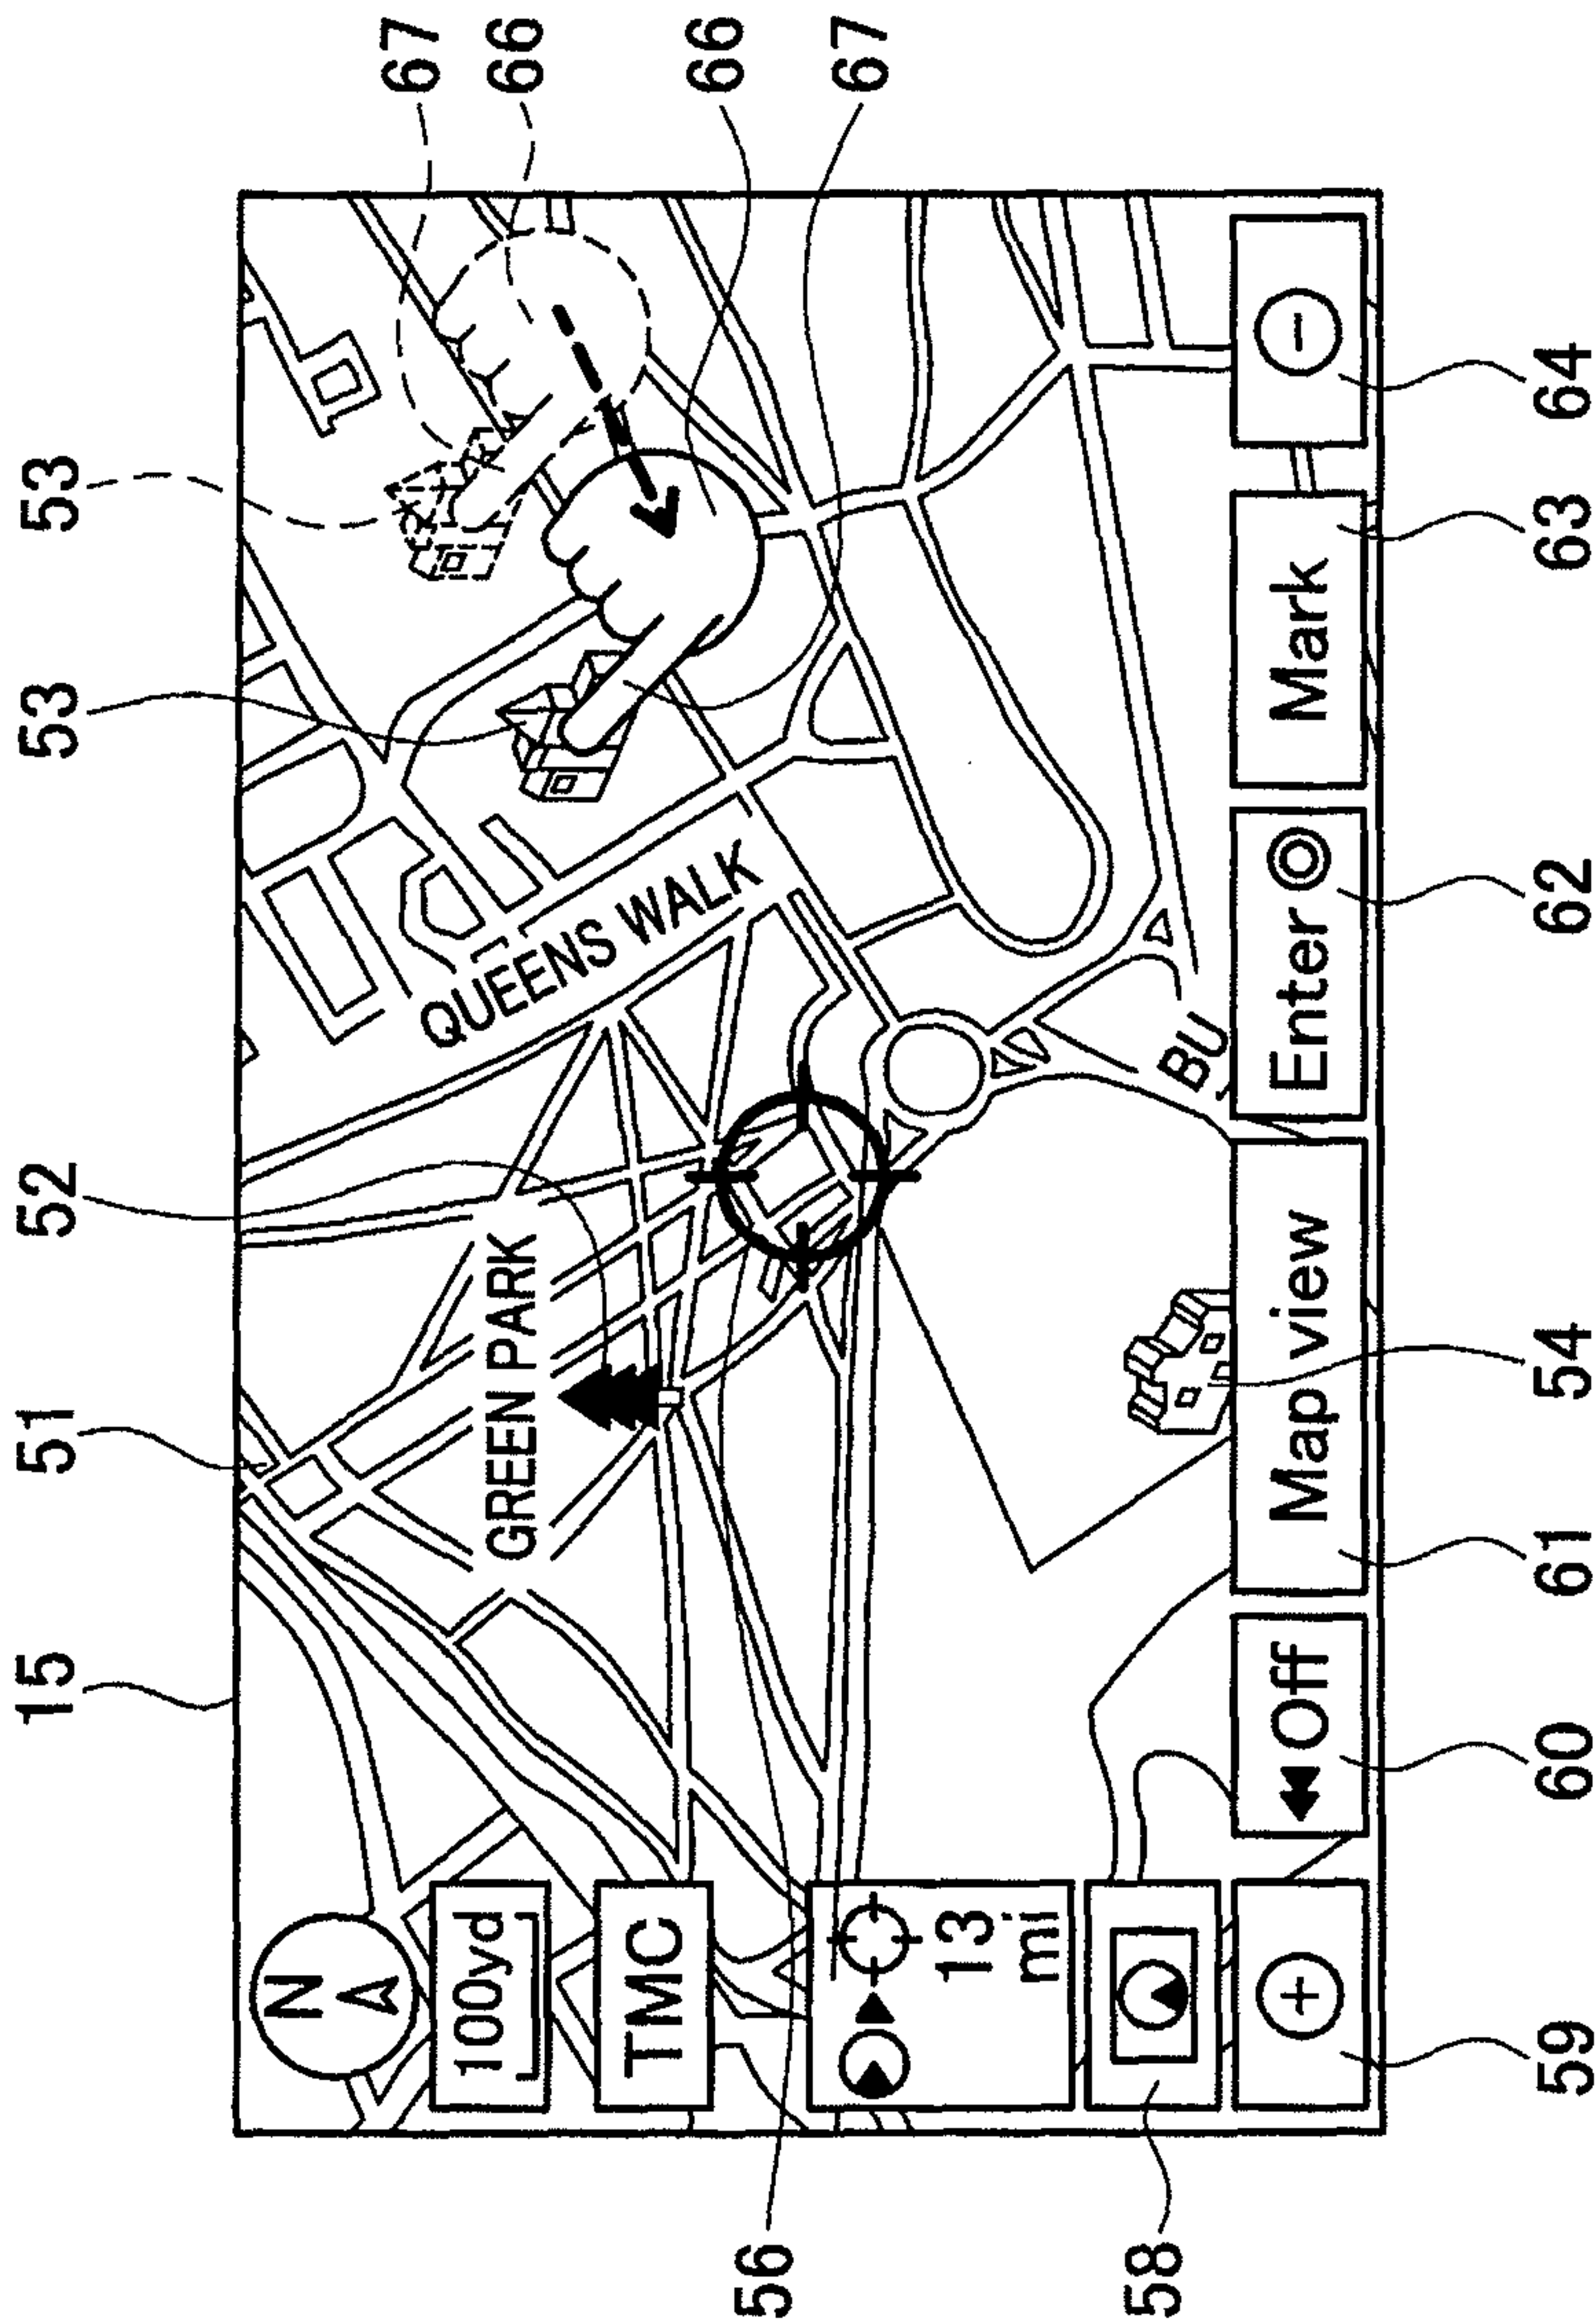 15
51
52
53
53
67
66
66
67
N
100yd
TMC
13
mi
GREEN PARK
QUEENS WALK
BU
+
Off
Map view
Enter
Mark
−
56
58
59
60
61
54
62
63
64